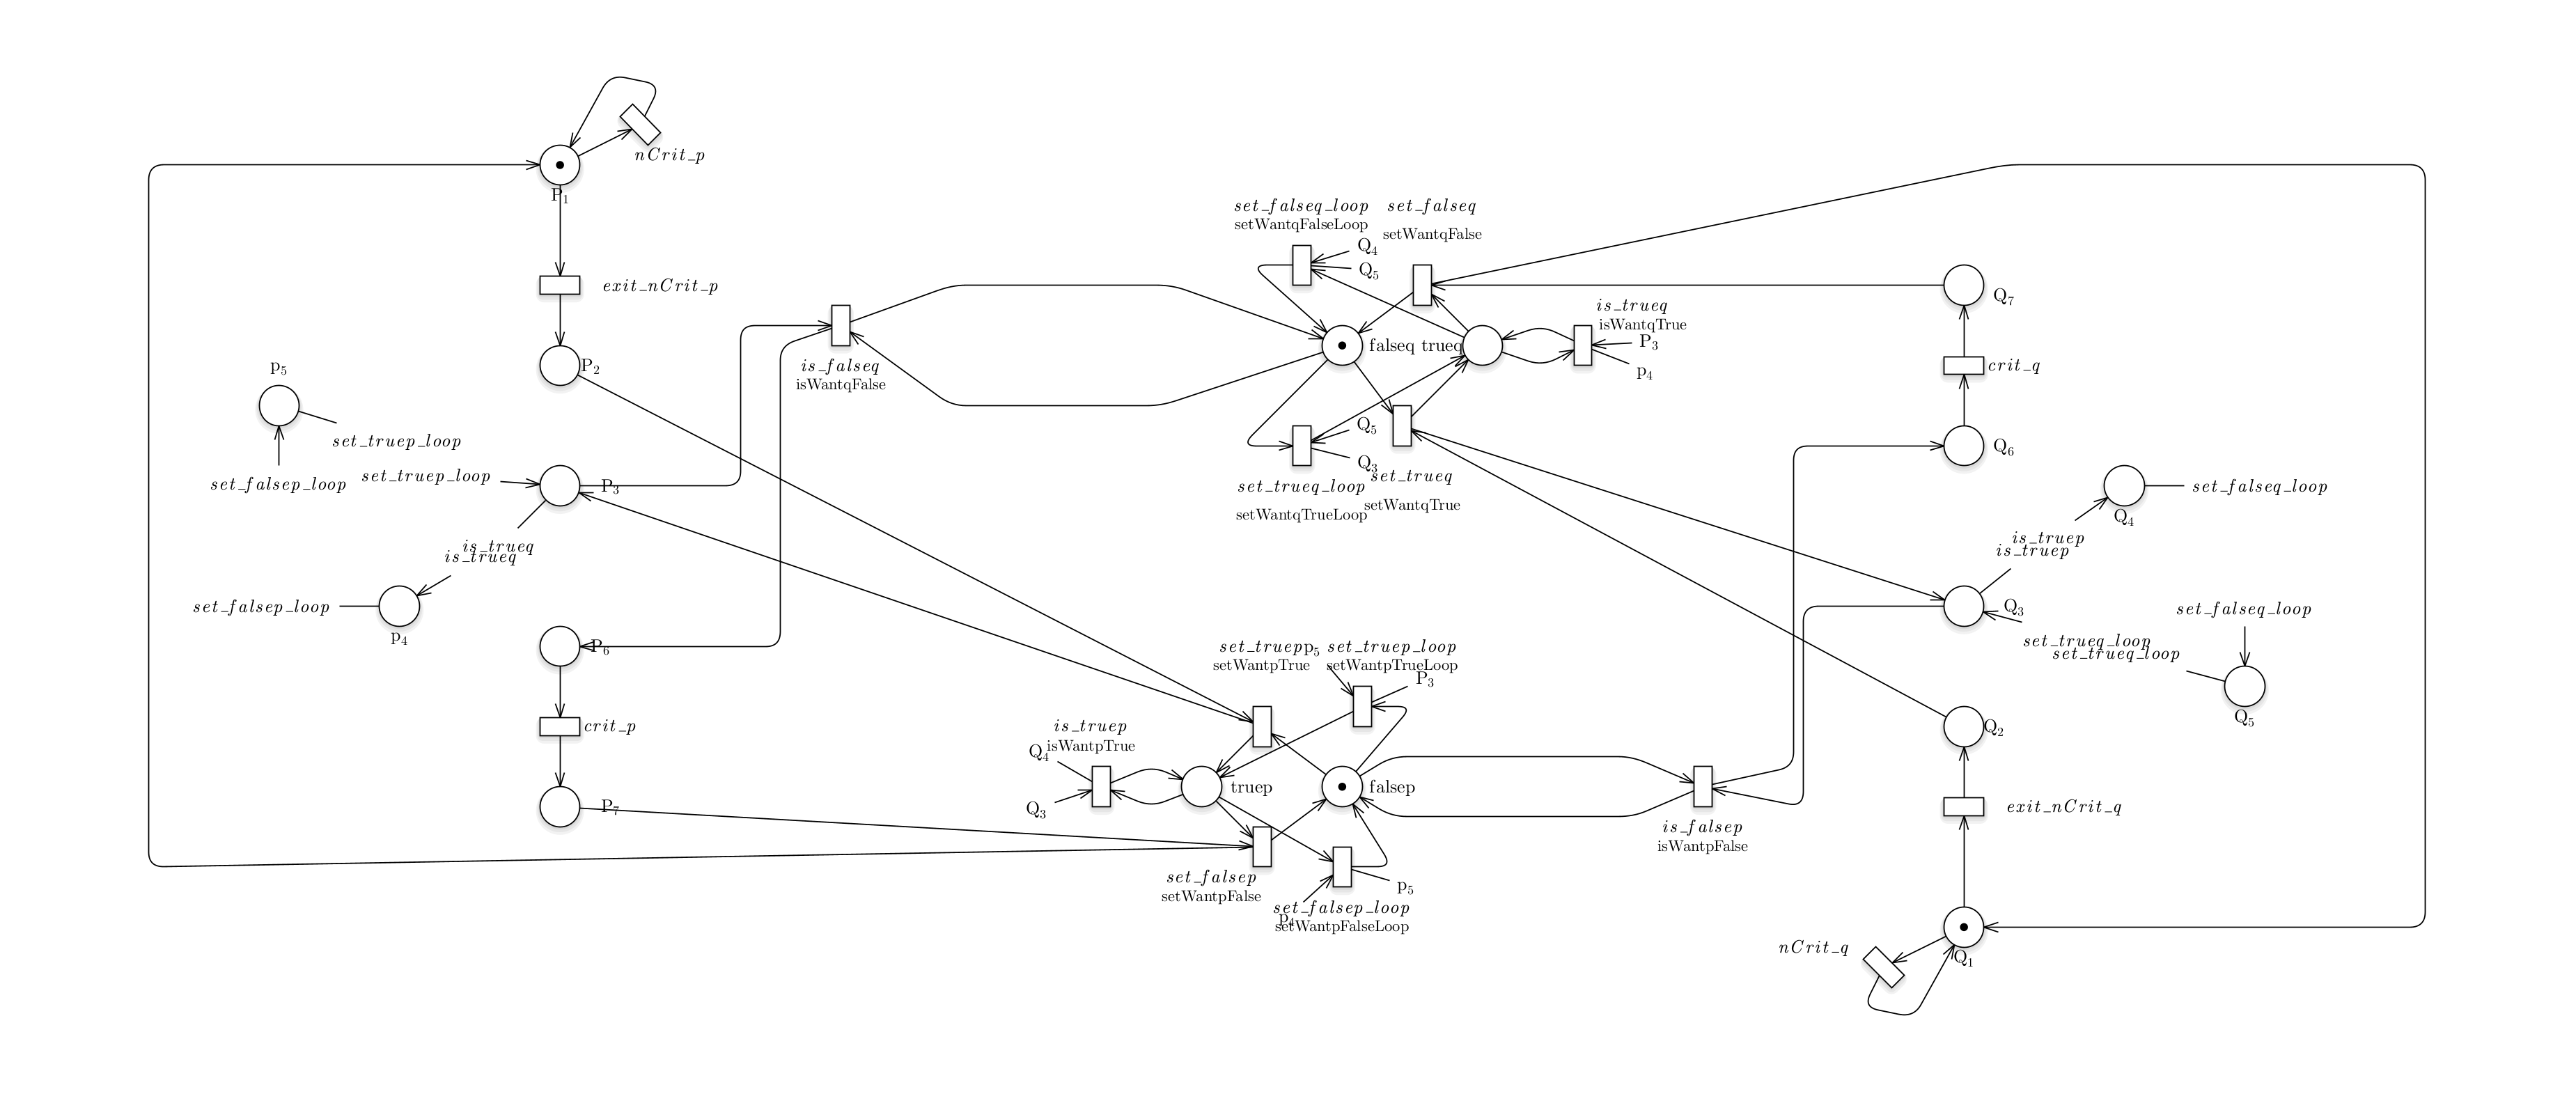 nCrit_p
P1
exit_nCrit_p
P2
p5
set_truep_loop
set_falsep_loop
set_truep_loop
P3
is_trueq
is_trueq
set_falsep_loop
p4
P6
crit_p
P7
is_falseq
isWantqFalse
set_falseq_loop
setWantqFalseLoop
set_falseq
setWantqFalse
Q4
Q5
is_trueq
isWantqTrue
P3
p4
falseq
trueq
Q5
Q3
set_trueq
setWantqTrue
set_trueq_loop
setWantqTrueLoop
Q7
crit_q
Q6
set_falseq_loop
Q4
is_truep
is_truep
Q3
set_falseq_loop
set_trueq_loop
set_trueq_loop
Q5
Q2
exit_nCrit_q
Q1
nCrit_q
set_truep
setWantpTrue
p5
set_truep_loop
setWantpTrueLoop
P3
is_truep
isWantpTrue
Q4
Q3
truep
falsep
is_falsep
isWantpFalse
set_falsep
setWantpFalse
p5
set_falsep_loop
p4
setWantpFalseLoop